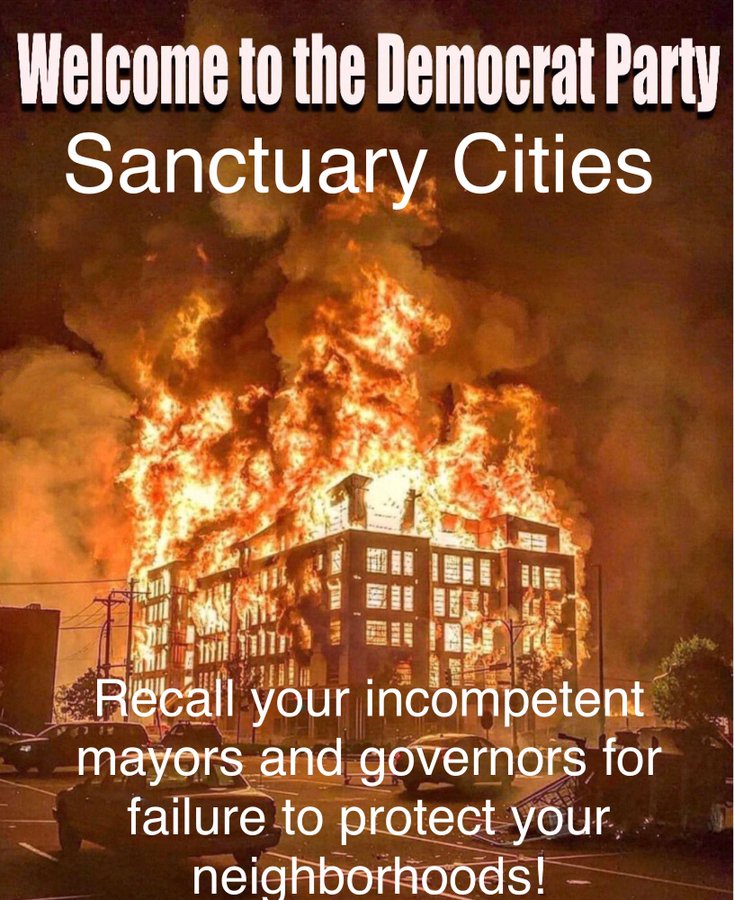 Welcome to the Democrat Party
Sanctuary Cities
Recall your incompetent
mayors and governors for
failure to protect your
neighborhoods!